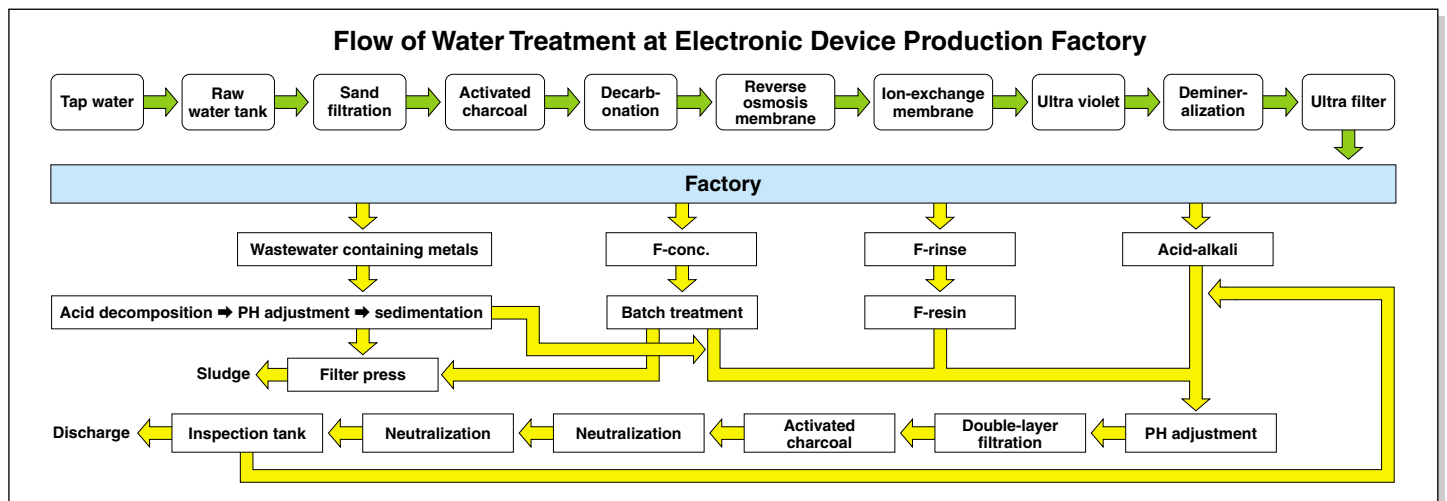 Flow of Water Treatment at Electronic Device Production Factory
Tap water
Raw
water tank
Sand
filtration
Activated
charcoal
Decarb-
onation
Reverse
osmosis
membrane
Ion-exchange
membrane
Ultra violet
Deminer-
alization
Ultra filter
Factory
Wastewater containing metals
F-conc.
F-rinse
Acid-alkali
Acid decomposition ➡ PH adjustment ➡ sedimentation
Batch treatment
F-resin
Sludge
Filter press
Discharge
Inspection tank
Neutralization
Neutralization
Activated
charcoal
Double-layer
filtration
PH adjustment